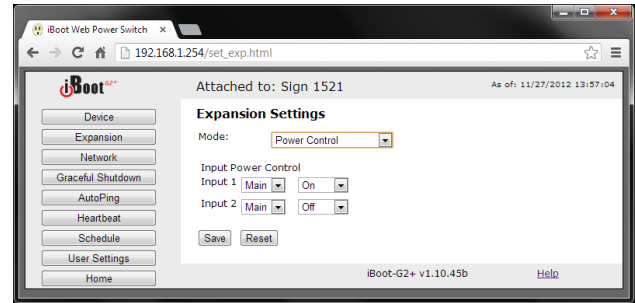 iBoot Web Power Switch ×
192.168.1.254/set_exp.html
iBoot G2+
Attached to: Sign 1521
As of: 11/27/2012 13:57:04
Device
Expansion
Network
Graceful Shutdown
AutoPing
Heartbeat
Schedule
User Settings
Home
Expansion Settings
Mode: Power Control
Input Power Control
Input 1 Main On
Input 2 Main Off
Save Reset
iBoot-G2+ v1.10.45b Help